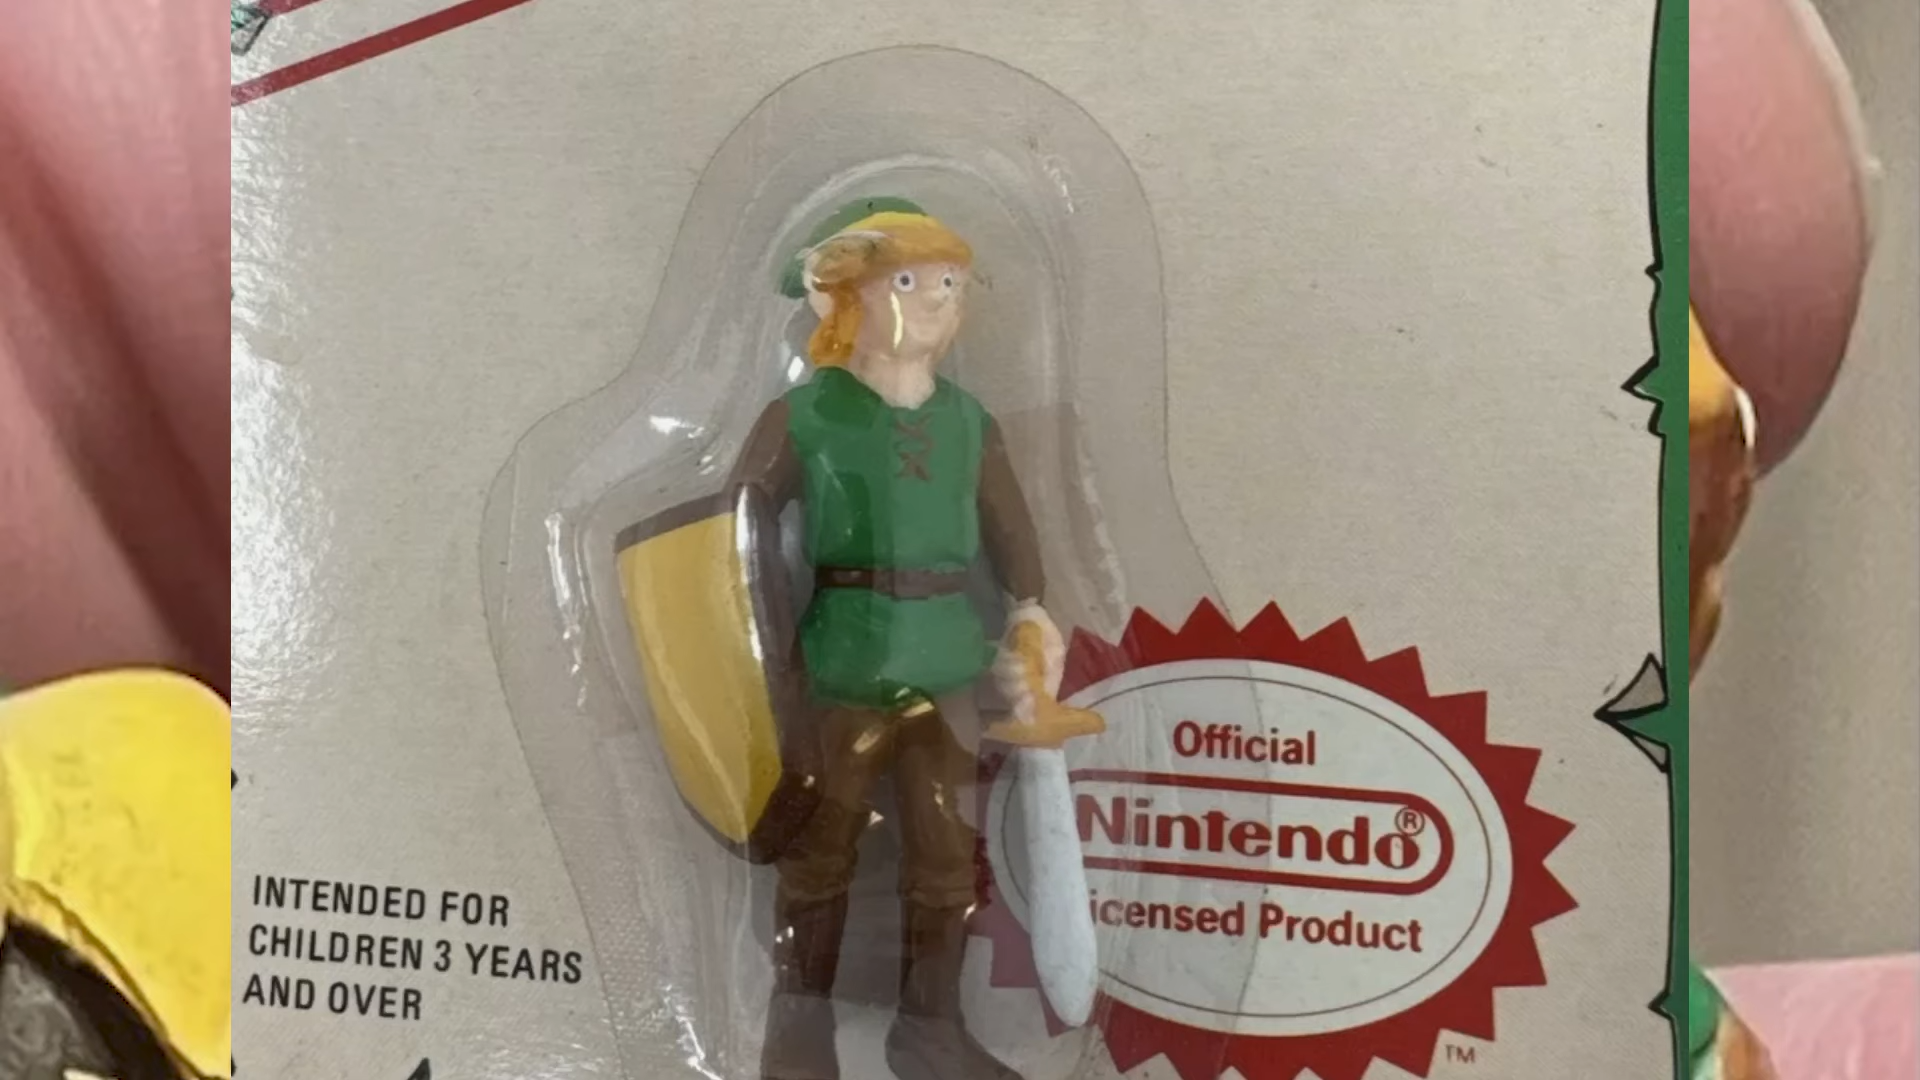 INTENDED FOR
CHILDREN 3 YEARS
AND OVER
Official
Nintendo®
icensed Product
TM